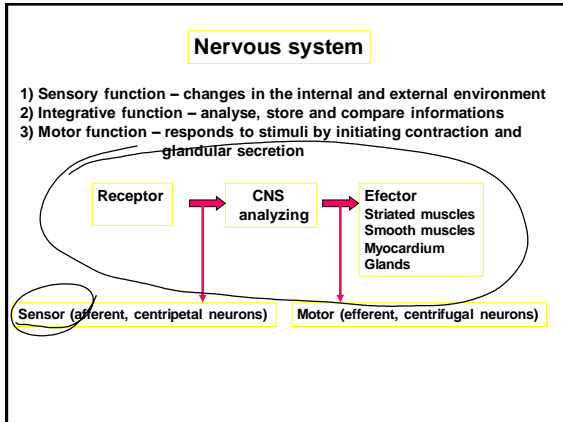 Nervous system
1) Sensory function – changes in the internal and external environment
2) Integrative function – analyse, store and compare informations
3) Motor function – responds to stimuli by initiating contraction and
glandular secretion
Receptor
CNS
analyzing
Efector
Striated muscles
Smooth muscles
Myocardium
Glands
Sensor (afferent, centripetal neurons)
Motor (efferent, centrifugal neurons)